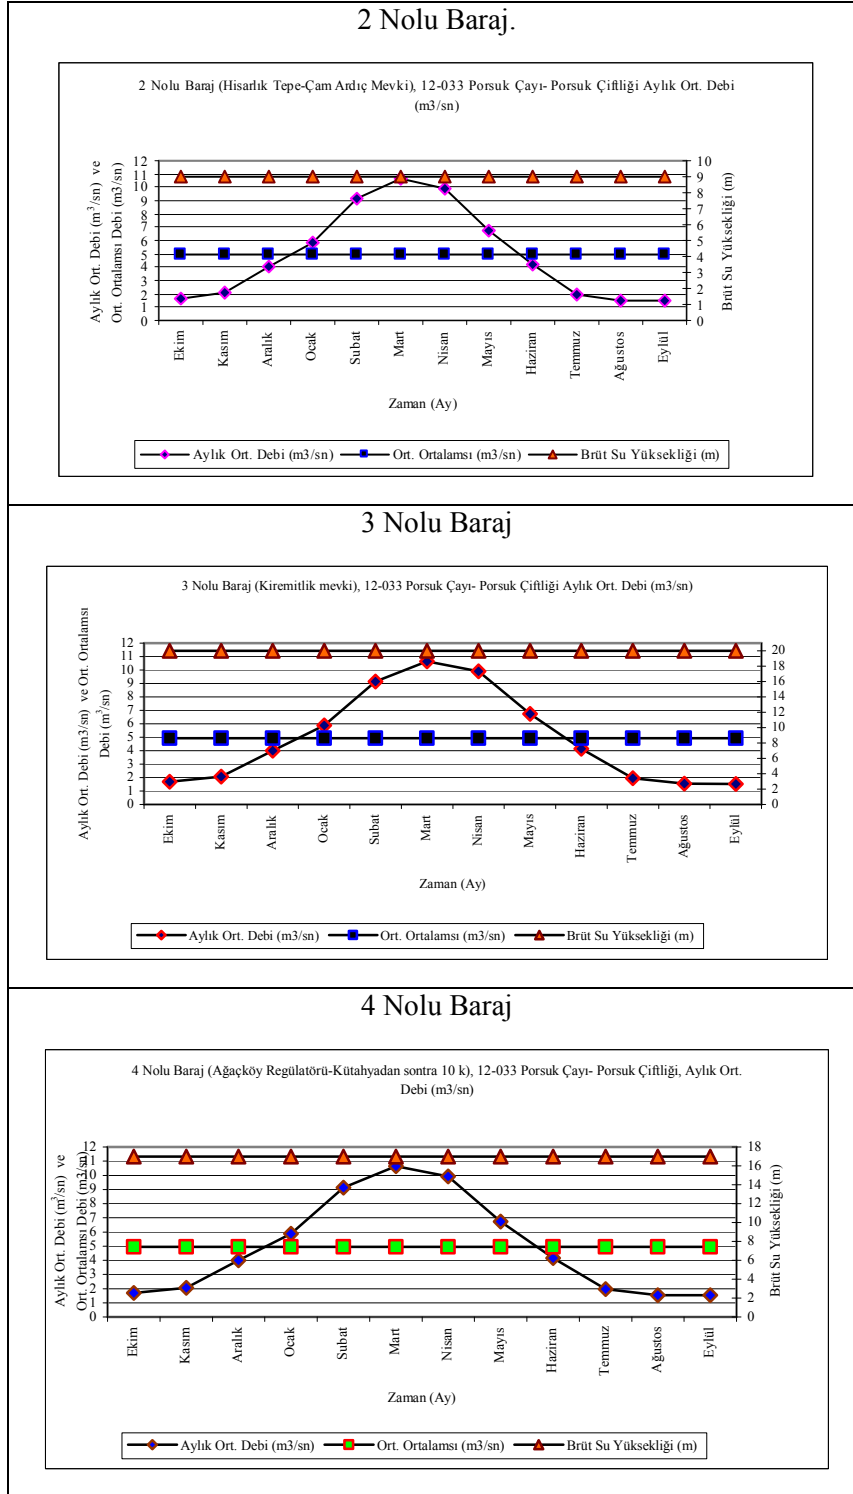 2 Nolu Baraj.
2 Nolu Baraj (Hisarlık Tepe-Çam Ardıç Mevki), 12-033 Porsuk Çayı- Porsuk Çiftliği Aylık Ort. Debi
(m3/sn)
Aylık Ort. Debi (m³/sn) ve
Ort. Ortalamsı Debi (m3/sn)
12
11
10
9
8
7
6
5
4
3
2
1
0
10
9
8
7
6
5
4
3
2
1
0
Brüt Su Yüksekliği (m)
Ekim
Kasım
Aralık
Ocak
Subat
Mart
Nisan
Mayıs
Haziran
Temmuz
Ağustos
Eylül
Zaman (Ay)
Aylık Ort. Debi (m3/sn) Ort. Ortalamsı (m3/sn) Brüt Su Yüksekliği (m)
3 Nolu Baraj
3 Nolu Baraj (Kiremitlik mevki), 12-033 Porsuk Çayı- Porsuk Çiftliği Aylık Ort. Debi (m3/sn)
Aylık Ort. Debi (m3/sn) ve Ort. Ortalamsı
Debi (m³/sn)
12
11
10
9
8
7
6
5
4
3
2
1
0
20
18
16
14
12
10
8
6
4
2
0
Ekim
Kasım
Aralık
Ocak
Subat
Mart
Nisan
Mayıs
Haziran
Temmuz
Ağustos
Eylül
Zaman (Ay)
Aylık Ort. Debi (m3/sn) Ort. Ortalamsı (m3/sn) Brüt Su Yüksekliği (m)
4 Nolu Baraj
4 Nolu Baraj (Ağaçköy Regülatörü-Kütahyadan sontra 10 k), 12-033 Porsuk Çayı- Porsuk Çiftliği, Aylık Ort.
Debi (m3/sn)
Aylık Ort. Debi (m³/sn) ve
Ort. Ortalamsı Debi (m3/sn)
12
11
10
9
8
7
6
5
4
3
2
1
0
18
16
14
12
10
8
6
4
2
0
Brüt Su Yüksekliği (m)
Ekim
Kasım
Aralık
Ocak
Subat
Mart
Nisan
Mayıs
Haziran
Temmuz
Ağustos
Eylül
Zaman (Ay)
Aylık Ort. Debi (m3/sn) Ort. Ortalamsı (m3/sn) Brüt Su Yüksekliği (m)